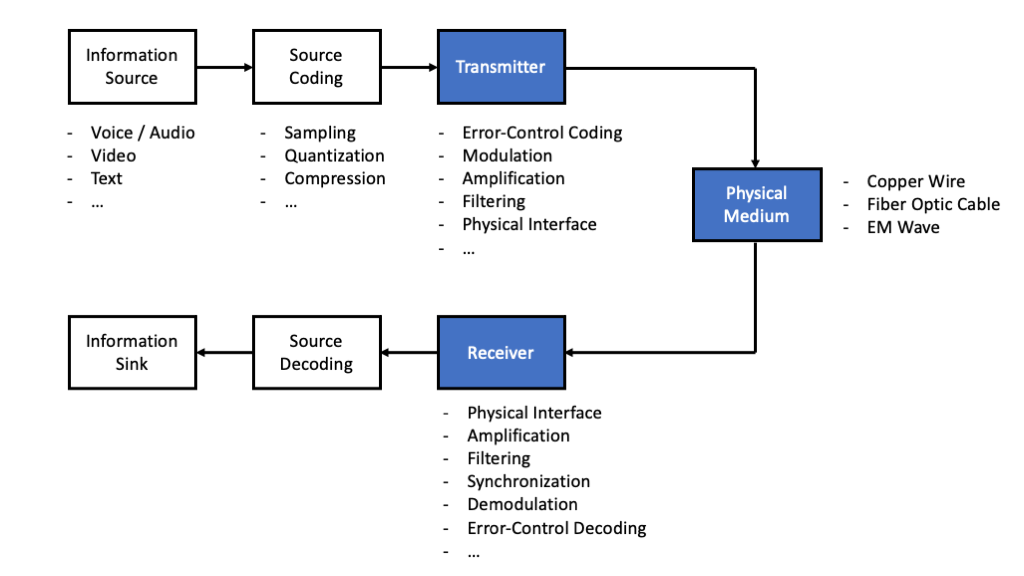 Information
Source
Source
Coding
Transmitter
- Voice / Audio
- Video
- Text
- ...
- Sampling
- Quantization
- Compression
- ...
- Error-Control Coding
- Modulation
- Amplification
- Filtering
- Physical Interface
- ...
Physical
Medium
- Copper Wire
- Fiber Optic Cable
- EM Wave
Information
Sink
Source
Decoding
Receiver
- Physical Interface
- Amplification
- Filtering
- Synchronization
- Demodulation
- Error-Control Decoding
- ...